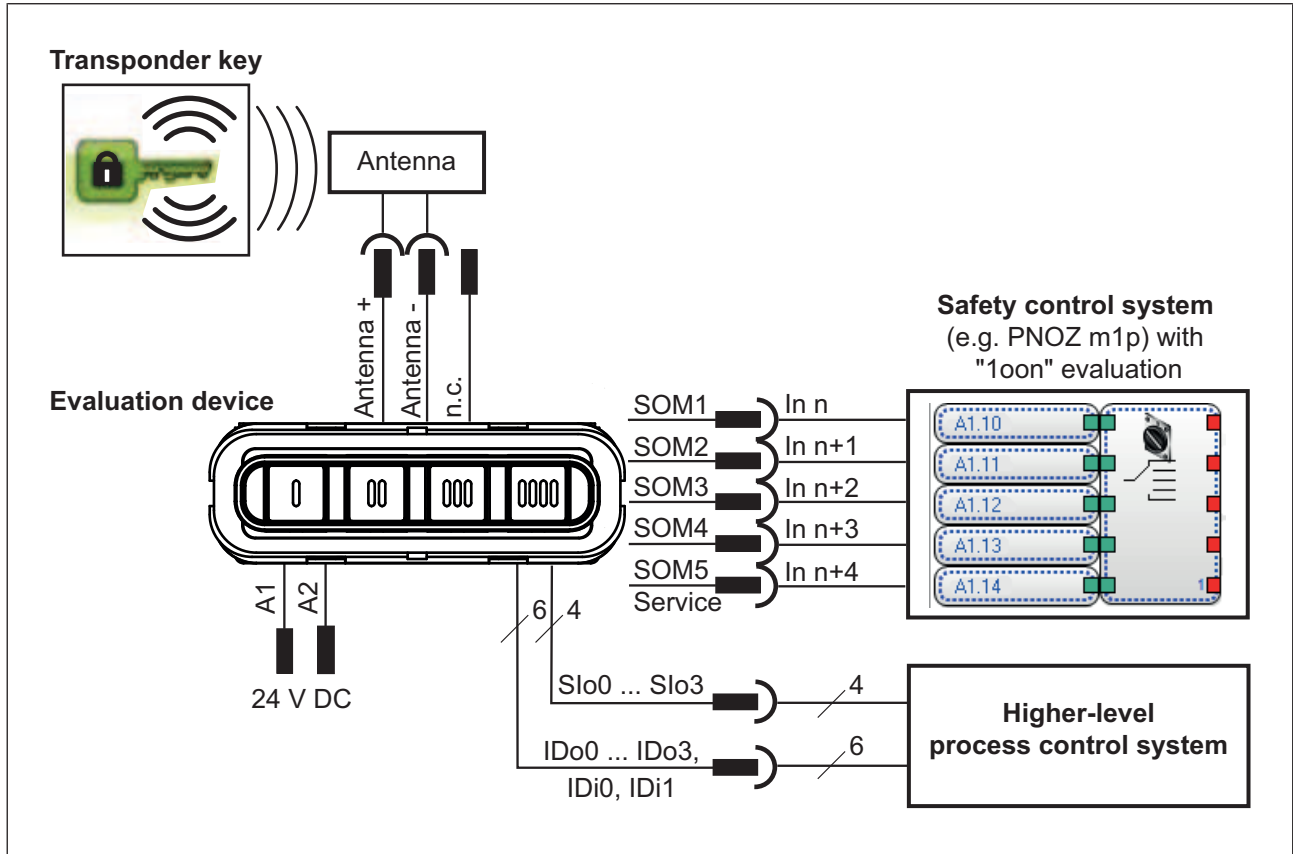 Transponder key
Antenna
Antenna +
Antenna -
n.c.
Safety control system
(e.g. PNOZ m1p) with
"1oon" evaluation
Evaluation device
SOM1
In n
A1.10
SOM2
In n+1
A1.11
SOM3
In n+2
A1.12
SOM4
In n+3
A1.13
SOM5
In n+4
A1.14
1
Service
A1
A2
6
4
24 V DC
SIo0 ... SIo3
4
IDo0 ... IDo3,
6
IDi0, IDi1
Higher-level
process control system